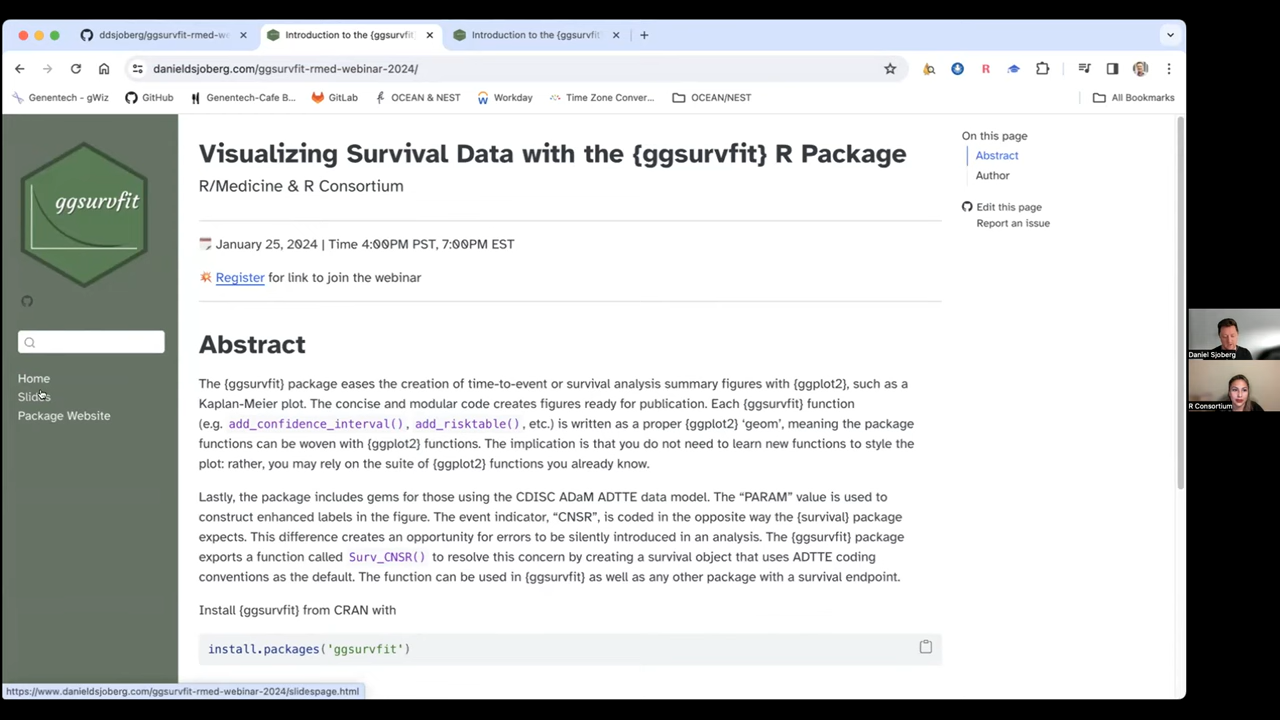 ddsjoberg/ggsurvfit-rmed-we
Introduction to the {ggsurvfit}
Introduction to the {ggsurvfit
danieldsjoberg.com/ggsurvfit-rmed-webinar-2024/
Genentech - gWiz
GitHub
Genentech-Cafe B...
GitLab
OCEAN & NEST
Workday
Time Zone Conver...
OCEAN/NEST
All Bookmarks
ggsurvfit
Home
Slides
Package Website
Visualizing Survival Data with the {ggsurvfit} R Package
R/Medicine & R Consortium
January 25, 2024 | Time 4:00PM PST, 7:00PM EST
Register for link to join the webinar
Abstract
The {ggsurvfit} package eases the creation of time-to-event or survival analysis summary figures with {ggplot2}, such as a
Kaplan-Meier plot. The concise and modular code creates figures ready for publication. Each {ggsurvfit} function
(e.g. add_confidence_interval(), add_risktable(), etc.) is written as a proper {ggplot2} ‘geom’, meaning the package
functions can be woven with {ggplot2} functions. The implication is that you do not need to learn new functions to style the
plot: rather, you may rely on the suite of {ggplot2} functions you already know.
Lastly, the package includes gems for those using the CDISC ADaM ADTTE data model. The “PARAM” value is used to
construct enhanced labels in the figure. The event indicator, “CNSR”, is coded in the opposite way the {survival} package
expects. This difference creates an opportunity for errors to be silently introduced in an analysis. The {ggsurvfit} package
exports a function called Surv_CNSR() to resolve this concern by creating a survival object that uses ADTTE coding
conventions as the default. The function can be used in {ggsurvfit} as well as any other package with a survival endpoint.
Install {ggsurvfit} from CRAN with
install.packages('ggsurvfit')
On this page
Abstract
Author
Edit this page
Report an issue
Daniel Sjoberg
R Consortium
https://www.danieldsjoberg.com/ggsurvfit-rmed-webinar-2024/slidespage.html